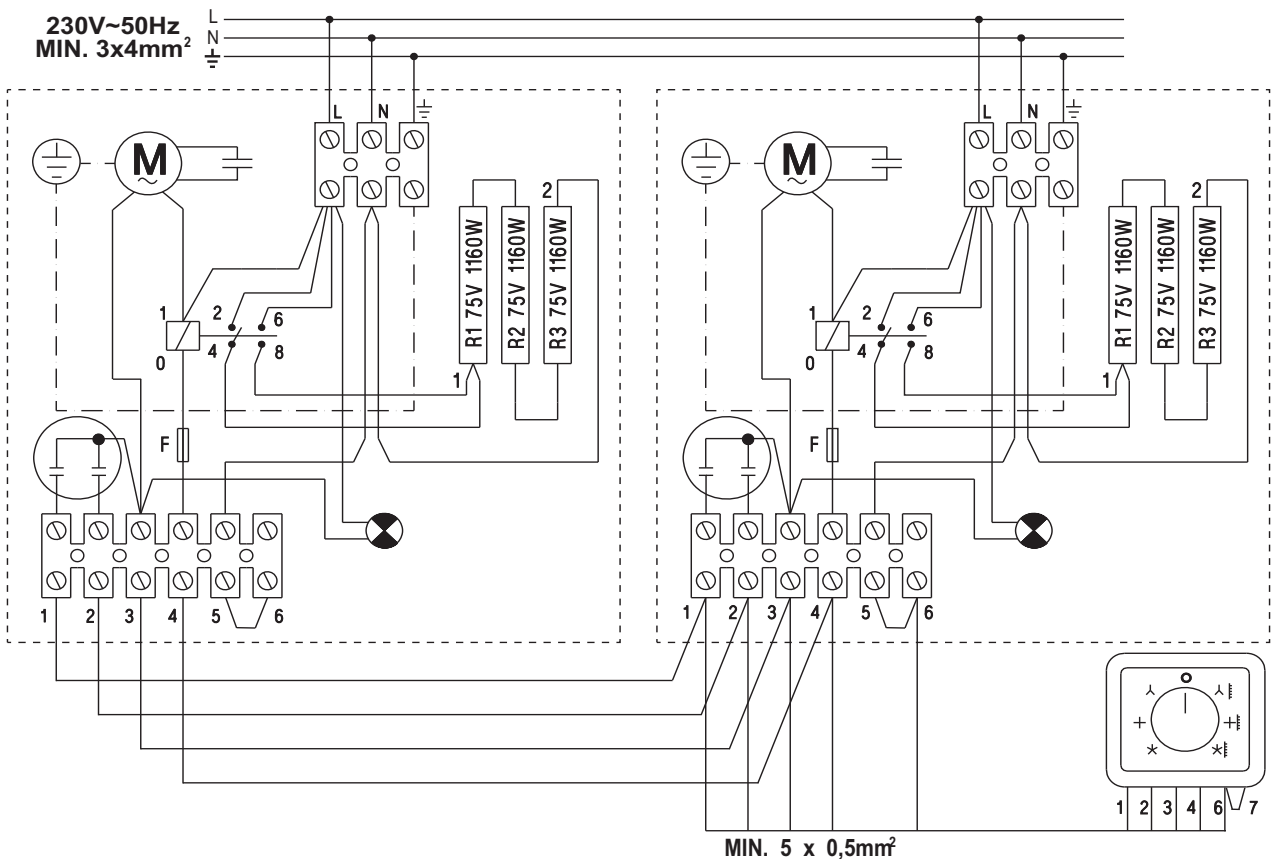 230V~50Hz
MIN. 3x4mm²
L
N
L N
L N
M
M
R1 75V 1160W
R2 75V 1160W
R3 75V 1160W
2
R1 75V 1160W
R2 75V 1160W
R3 75V 1160W
2
1 2 6
0 4 8
1
1 2 6
0 4 8
1
F
F
1 2 3 4 5 6
1 2 3 4 5 6
1 2 3 4 6 7
MIN. 5 x 0,5mm²